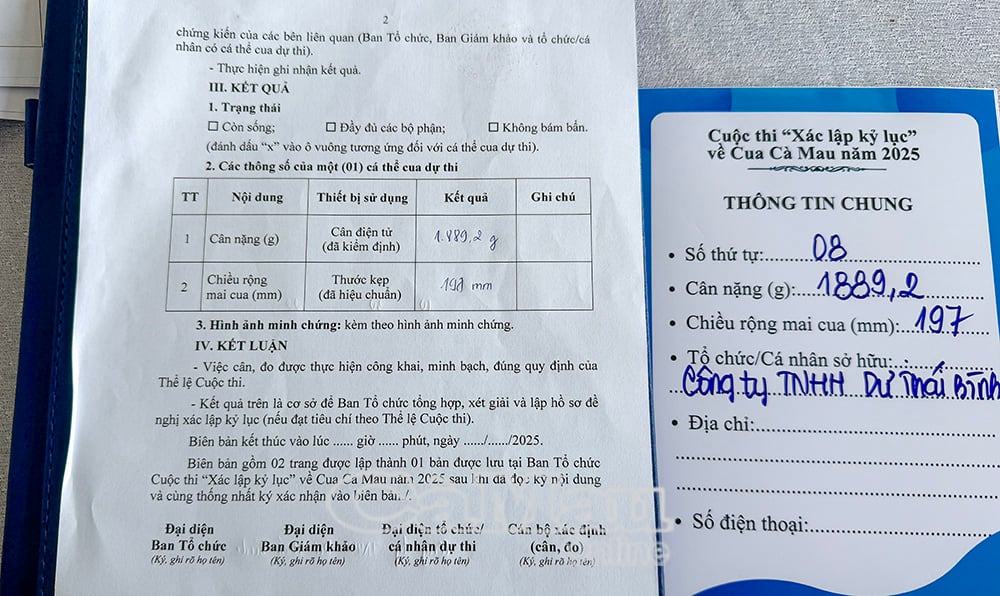 2
chứng kiến của các bên liên quan (Ban Tổ chức, Ban Giám khảo và tổ chức/cá
nhân có cá thể cua dự thi).
- Thực hiện ghi nhận kết quả.
III. KẾT QUẢ
1. Trạng thái
☐ Còn sống; ☐ Đầy đủ các bộ phận; ☐ Không bám bẩn.
(đánh dấu “x” vào ô vuông tương ứng đối với cá thể cua dự thi).
2. Các thông số của một (01) cá thể cua dự thi
TT Nội dung Thiết bị sử dụng Kết quả Ghi chú
1 Cân nặng (g) Cân điện tử (đã kiểm định) 1.889,2 g
2 Chiều rộng mai cua (mm) Thước kẹp (đã hiệu chuẩn) 197 mm
3. Hình ảnh minh chứng: kèm theo hình ảnh minh chứng.
IV. KẾT LUẬN
- Việc cân, đo được thực hiện công khai, minh bạch, đúng quy định của
Thể lệ Cuộc thi.
- Kết quả trên là cơ sở để Ban Tổ chức tổng hợp, xét giải và lập hồ sơ đề
nghị xác lập kỷ lục (nếu đạt tiêu chí theo Thể lệ Cuộc thi).
Biên bản kết thúc vào lúc ...... giờ ...... phút, ngày ....../....../2025.
Biên bản gồm 02 trang được lập thành 01 bản được lưu tại Ban Tổ chức
Cuộc thi “Xác lập kỷ lục” về Cua Cà Mau năm 2025 sau khi đã đọc kỹ nội dung
và cùng thống nhất ký xác nhận vào biên bản./.
Đại diện Ban Tổ chức (Ký, ghi rõ họ tên)
Đại diện Ban Giám khảo (Ký, ghi rõ họ tên)
Đại diện tổ chức/ cá nhân dự thi (Ký, ghi rõ họ tên)
Cán bộ xác định (cân, đo) (Ký, ghi rõ họ tên)
CaMau online
Cuộc thi “Xác lập kỷ lục”
về Cua Cà Mau năm 2025
THÔNG TIN CHUNG
• Số thứ tự: 08
• Cân nặng (g): 1889,2
• Chiều rộng mai cua (mm): 197
• Tổ chức/Cá nhân sở hữu:
Công ty TNHH Dư Thái Bình
• Địa chỉ:
• Số điện thoại: